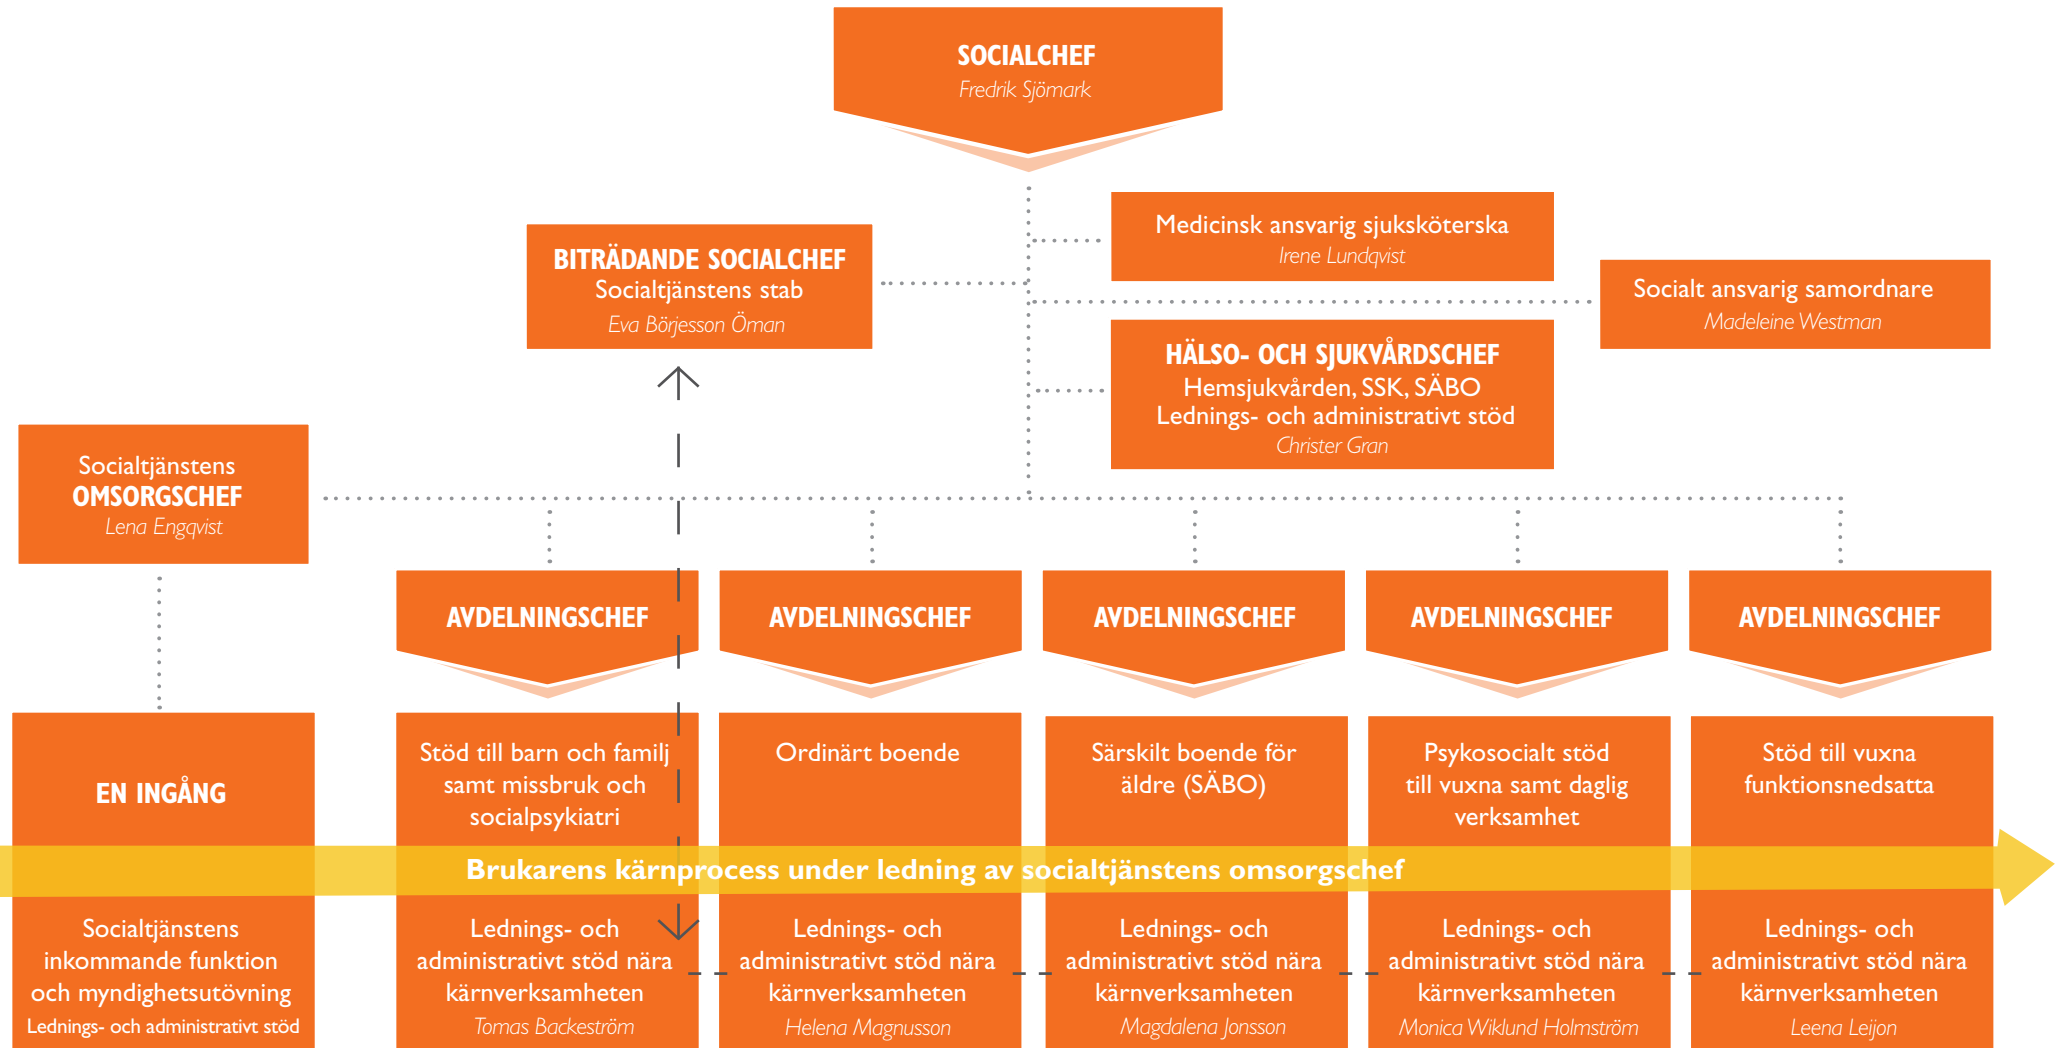 SOCIALCHEF
Fredrik Sjömark
Medicinsk ansvarig sjuksköterska
Irene Lundqvist
BITRÄDANDE SOCIALCHEF
Socialtjänstens stab
Eva Börjesson Öman
Socialt ansvarig samordnare
Madeleine Westman
HÄLSO- OCH SJUKVÅRDSCHEF
Hemsjukvården, SSK, SÄBO
Lednings- och administrativt stöd
Christer Gran
Socialtjänstens
OMSORGSCHEF
Lena Engqvist
AVDELNINGSCHEF
AVDELNINGSCHEF
AVDELNINGSCHEF
AVDELNINGSCHEF
AVDELNINGSCHEF
EN INGÅNG
Stöd till barn och familj
samt missbruk och
socialpsykiatri
Ordinärt boende
Särskilt boende för
äldre (SÄBO)
Psykosocialt stöd
till vuxna samt daglig
verksamhet
Stöd till vuxna
funktionsnedsatta
Brukarens kärnprocess under ledning av socialtjänstens omsorgschef
Socialtjänstens
inkommande funktion
och myndighetsutövning
Lednings- och administrativt stöd
Lednings- och
administrativt stöd nära
kärnverksamheten
Tomas Backeström
Lednings- och
administrativt stöd nära
kärnverksamheten
Helena Magnusson
Lednings- och
administrativt stöd nära
kärnverksamheten
Magdalena Jonsson
Lednings- och
administrativt stöd nära
kärnverksamheten
Monica Wiklund Holmström
Lednings- och
administrativt stöd nära
kärnverksamheten
Leena Leijon